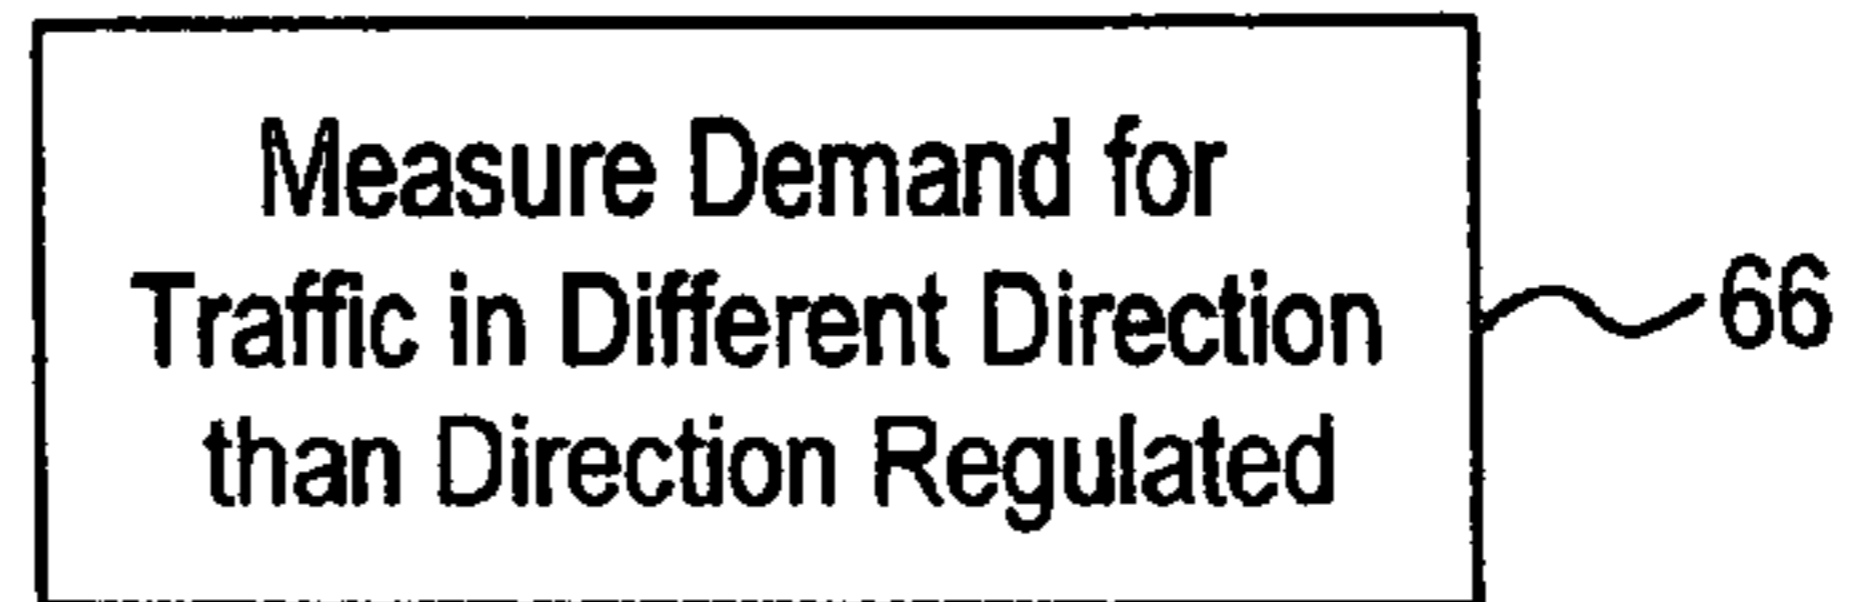 Measure Demand for
Traffic in Different Direction
than Direction Regulated
66